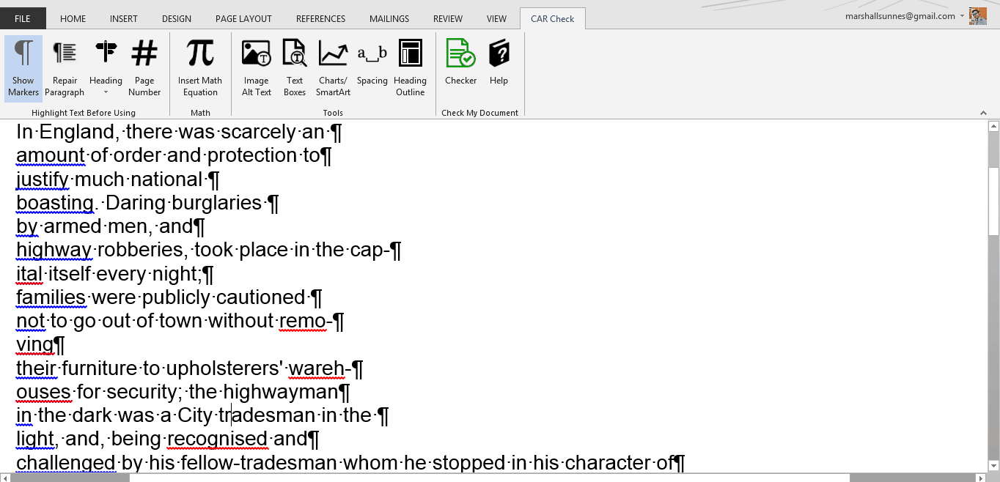 FILE HOME INSERT DESIGN PAGE LAYOUT REFERENCES MAILINGS REVIEW VIEW CAR Check marshallsunnes@gmail.com
Show Markers
Repair Paragraph
Heading
Page Number
Highlight Text Before Using
Insert Math Equation
Math
Image Alt Text
Text Boxes
Charts/ SmartArt
a b
Spacing
Heading Outline
Tools
Checker
Help
Check My Document
In·England,·there·was·scarcely·an·¶
amount·of·order·and·protection·to¶
justify·much·national·¶
boasting.·Daring·burglaries·¶
by·armed·men,·and¶
highway·robberies,·took·place·in·the·cap-¶
ital·itself·every·night;¶
families·were·publicly·cautioned·¶
not·to·go·out·of·town·without·remo-¶
ving¶
their·furniture·to·upholsterers'·wareh-¶
ouses·for·security;·the·highwayman¶
in·the·dark·was·a·City·tradesman·in·the·¶
light,·and,·being·recognised·and¶
challenged·by·his·fellow-tradesman·whom·he·stopped·in·his·character·of¶